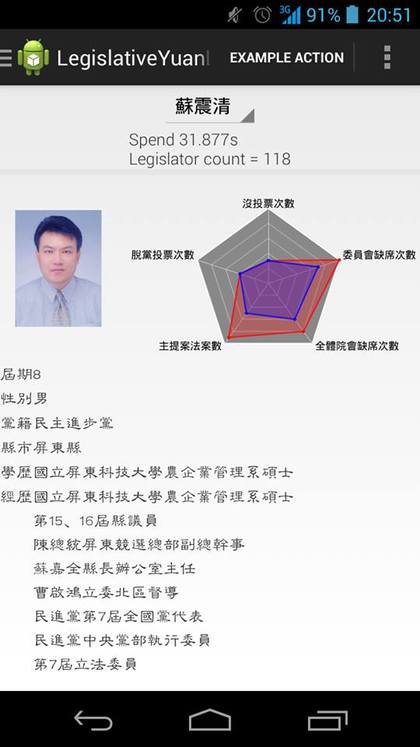 3G 91% 20:51
LegislativeYuan EXAMPLE ACTION
蘇震清
Spend 31.877s
Legislator count = 118
沒投票次數
脫黨投票次數
委員會缺席次數
主提案法案數
全體院會缺席次數
屆期8
性別男
黨籍民主進步黨
縣市屏東縣
學歷國立屏東科技大學農企業管理系碩士
經歷國立屏東科技大學農企業管理系碩士
第15、16屆縣議員
陳總統屏東競選總部副總幹事
蘇嘉全縣長辦公室主任
曹啟鴻立委北區督導
民進黨第7屆全國黨代表
民進黨中央黨部執行委員
第7屆立法委員